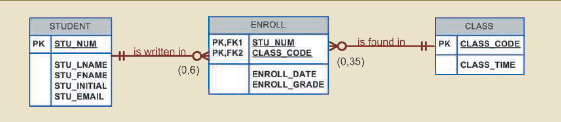 STUDENT
PK STU_NUM
STU_LNAME
STU_FNAME
STU_INITIAL
STU_EMAIL
is written in
(0,6)
ENROLL
PK,FK1 STU_NUM
PK,FK2 CLASS_CODE
ENROLL_DATE
ENROLL_GRADE
is found in
(0,35)
CLASS
PK CLASS_CODE
CLASS_TIME